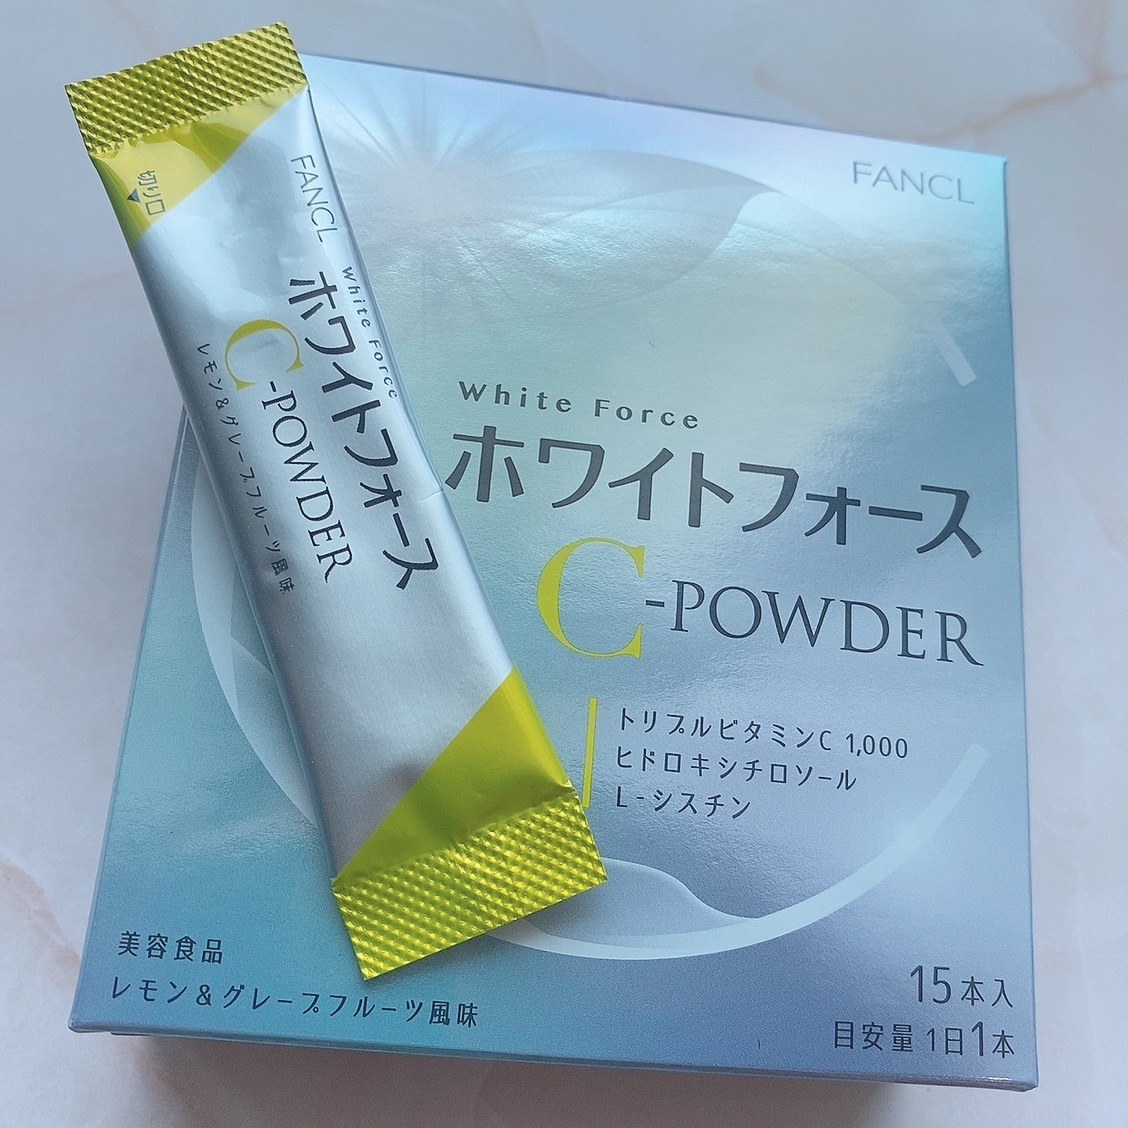 切り口
FANCL
White Force
ホワイトフォース
C-POWDER
レモン&グレープフルーツ風味
FANCL
White Force
ホワイトフォース
C-POWDER
トリプルビタミンC 1,000
ヒドロキシチロソール
L-シスチン
美容食品
レモン&グレープフルーツ風味
15本入
目安量 1日1本